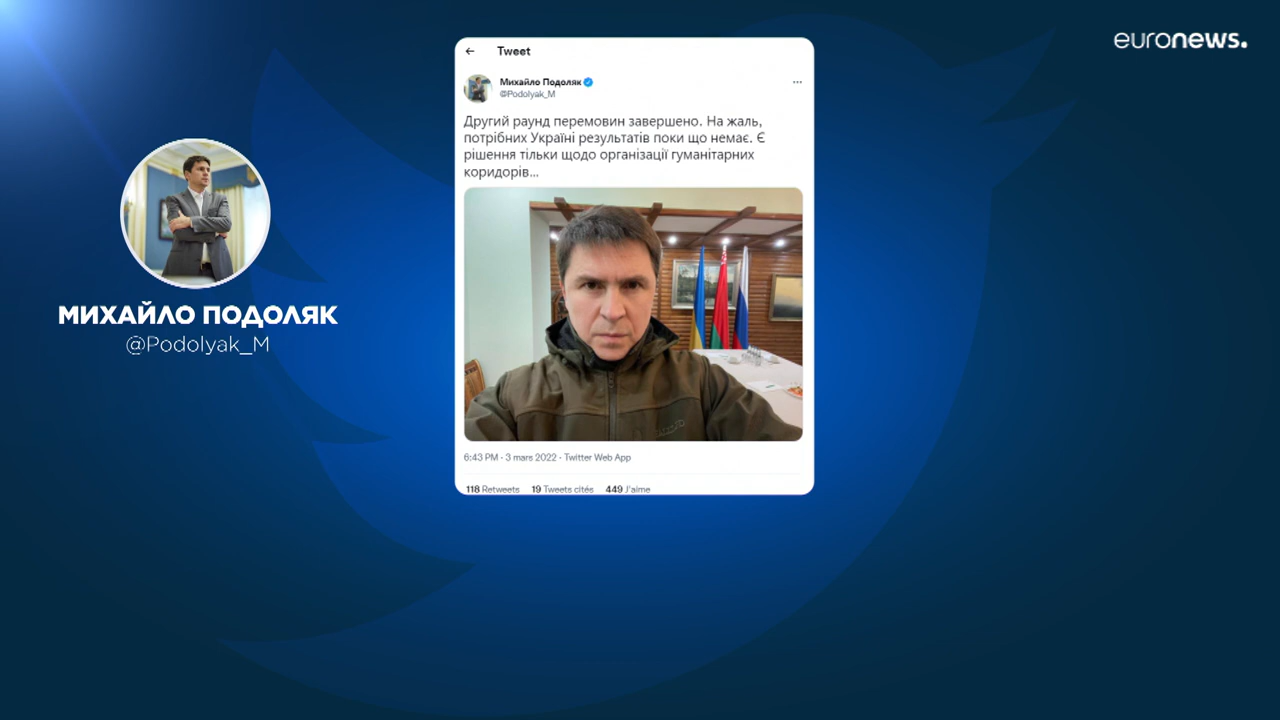 euronews.
Tweet
Михайло Подоляк
@Podolyak_M
Другий раунд перемовин завершено. На жаль,
потрібних Україні результатів поки що немає. Є
рішення тільки щодо організації гуманітарних
коридорів...
6:43 PM · 3 mars 2022 · Twitter Web App
118 Retweets 19 Tweets cités 449 J'aime
МИХАЙЛО ПОДОЛЯК
@Podolyak_M